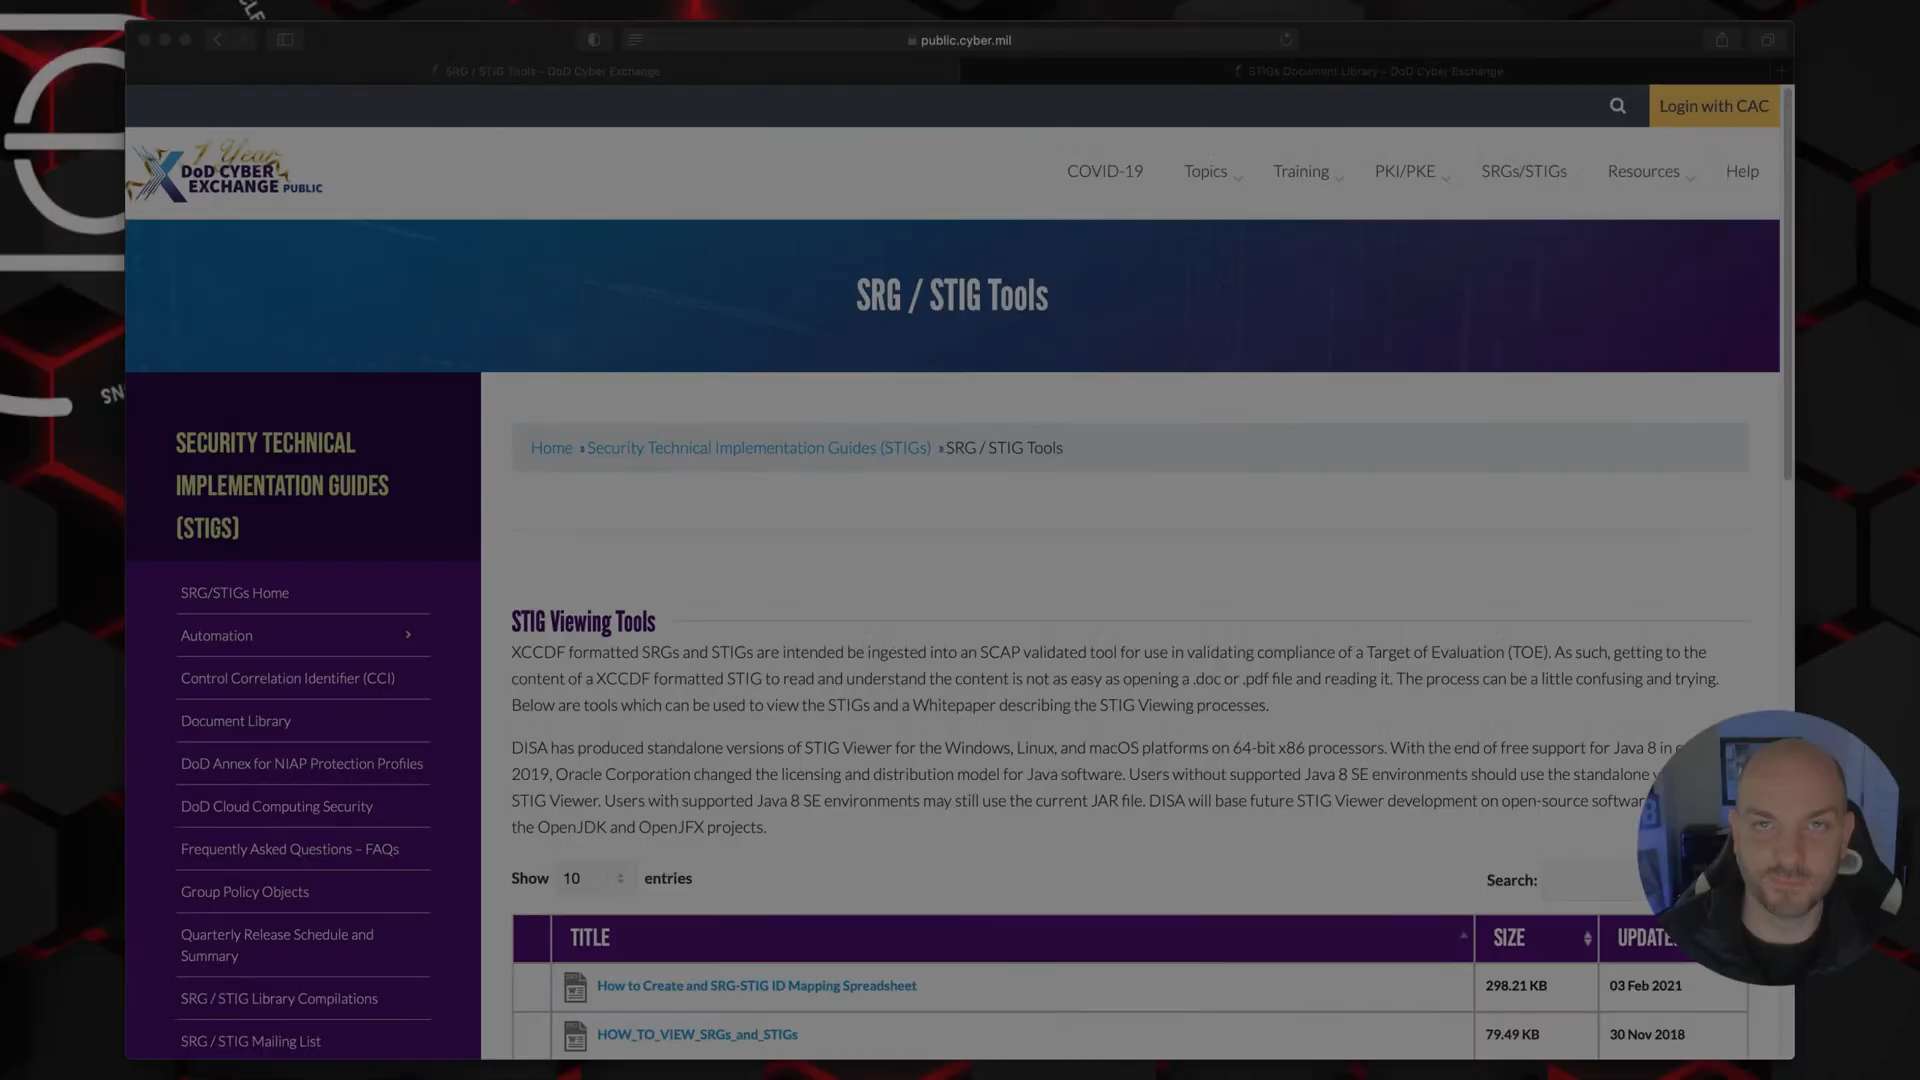 public.cyber.mil
SRG / STIG Tools – DoD Cyber Exchange
STIGs Document Library – DoD Cyber Exchange
Login with CAC
1 Year
DoD CYBER
EXCHANGE PUBLIC
COVID-19
Topics
Training
PKI/PKE
SRGs/STIGs
Resources
Help
SRG / STIG Tools
SECURITY TECHNICAL
IMPLEMENTATION GUIDES
(STIGS)
SRG/STIGs Home
Automation
Control Correlation Identifier (CCI)
Document Library
DoD Annex for NIAP Protection Profiles
DoD Cloud Computing Security
Frequently Asked Questions – FAQs
Group Policy Objects
Quarterly Release Schedule and
Summary
SRG / STIG Library Compilations
SRG / STIG Mailing List
Home » Security Technical Implementation Guides (STIGs) » SRG / STIG Tools
STIG Viewing Tools
XCCDF formatted SRGs and STIGs are intended be ingested into an SCAP validated tool for use in validating compliance of a Target of Evaluation (TOE). As such, getting to the
content of a XCCDF formatted STIG to read and understand the content is not as easy as opening a .doc or .pdf file and reading it. The process can be a little confusing and trying.
Below are tools which can be used to view the STIGs and a Whitepaper describing the STIG Viewing processes.
DISA has produced standalone versions of STIG Viewer for the Windows, Linux, and macOS platforms on 64-bit x86 processors. With the end of free support for Java 8 in
2019, Oracle Corporation changed the licensing and distribution model for Java software. Users without supported Java 8 SE environments should use the standalone
STIG Viewer. Users with supported Java 8 SE environments may still use the current JAR file. DISA will base future STIG Viewer development on open-source software
the OpenJDK and OpenJFX projects.
Show 10 entries
Search:
TITLE
SIZE
UPDATE
How to Create and SRG-STIG ID Mapping Spreadsheet
298.21 KB
03 Feb 2021
HOW_TO_VIEW_SRGs_and_STIGs
79.49 KB
30 Nov 2018
SN